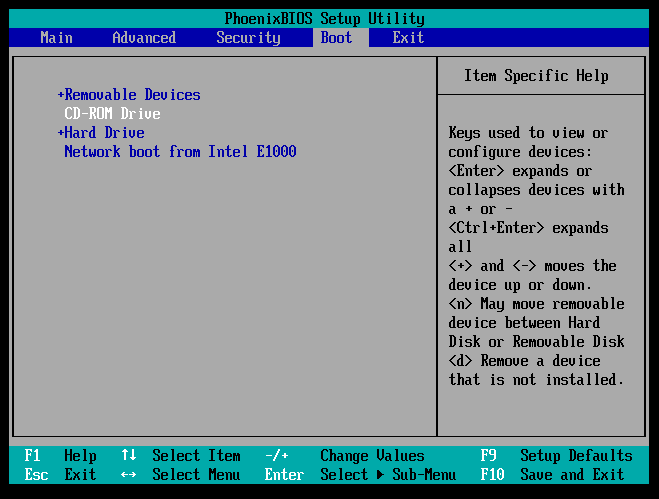 PhoenixBIOS Setup Utility
Main Advanced Security Boot Exit
+Removable Devices
CD-ROM Drive
+Hard Drive
Network boot from Intel E1000
Item Specific Help
Keys used to view or
configure devices:
<Enter> expands or
collapses devices with
a + or -
<Ctrl+Enter> expands
all
<+> and <-> moves the
device up or down.
<n> May move removable
device between Hard
Disk or Removable Disk
<d> Remove a device
that is not installed.
F1 Help ↑↓ Select Item -/+ Change Values F9 Setup Defaults
Esc Exit ↔ Select Menu Enter Select ▶ Sub-Menu F10 Save and Exit